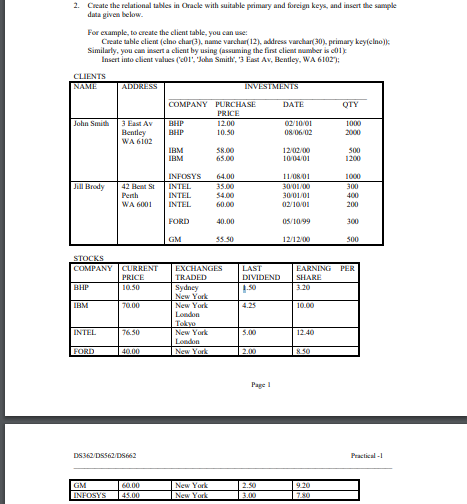 2. Create the relational tables in Oracle with suitable primary and foreign keys, and insert the sample
data given below.
For example, to create the client table, you can use:
Create table client (clno char(3), name varchar(12), address varchar(30), primary key(clno));
Similarly, you can insert a client by using (assuming the first client number is c01):
Insert into client values ('c01', 'John Smith', '3 East Av, Bentley, WA 6102');
CLIENTS
NAME ADDRESS INVESTMENTS
COMPANY PURCHASE DATE QTY
PRICE
John Smith 3 East Av BHP 12.00 02/10/01 1000
Bentley BHP 10.50 08/06/02 2000
WA 6102
IBM 58.00 12/02/00 500
IBM 65.00 10/04/01 1200
INFOSYS 64.00 11/08/01 1000
Jill Brody 42 Bent St INTEL 35.00 30/01/00 300
Perth INTEL 54.00 30/01/01 400
WA 6001 INTEL 60.00 02/10/01 200
FORD 40.00 05/10/99 300
GM 55.50 12/12/00 500
STOCKS
COMPANY CURRENT EXCHANGES LAST EARNING PER
PRICE TRADED DIVIDEND SHARE
BHP 10.50 Sydney 1.50 3.20
New York
IBM 70.00 New York 4.25 10.00
London
Tokyo
INTEL 76.50 New York 5.00 12.40
London
FORD 40.00 New York 2.00 8.50
Page 1
DS362/DS562/DS662 Practical -1
GM 60.00 New York 2.50 9.20
INFOSYS 45.00 New York 3.00 7.80